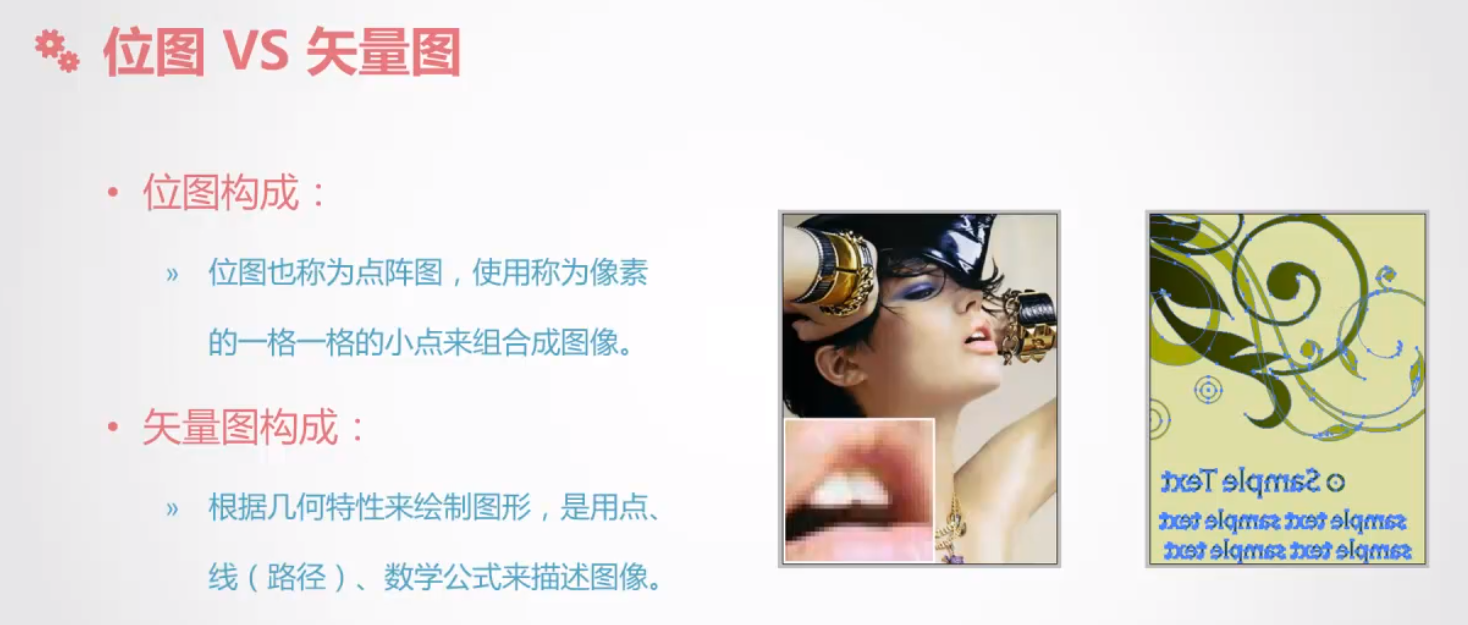 位图 VS 矢量图
• 位图构成：
» 位图也称为点阵图，使用称为像素
的一格一格的小点来组合成图像。
• 矢量图构成：
» 根据几何特性来绘制图形，是用点、
线（路径）、数学公式来描述图像。
Sample Text
sample text sample text
sample text sample text